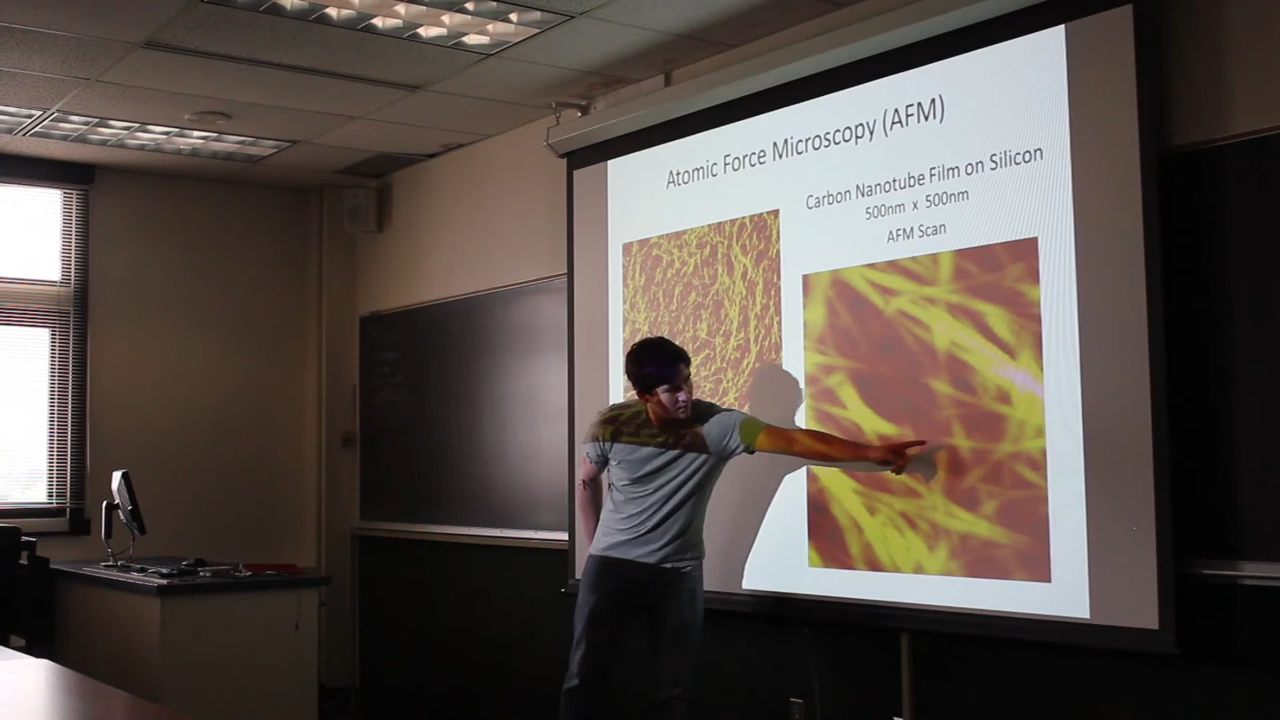 Atomic Force Microscopy (AFM)
Carbon Nanotube Film on Silicon
500nm x 500nm
AFM Scan